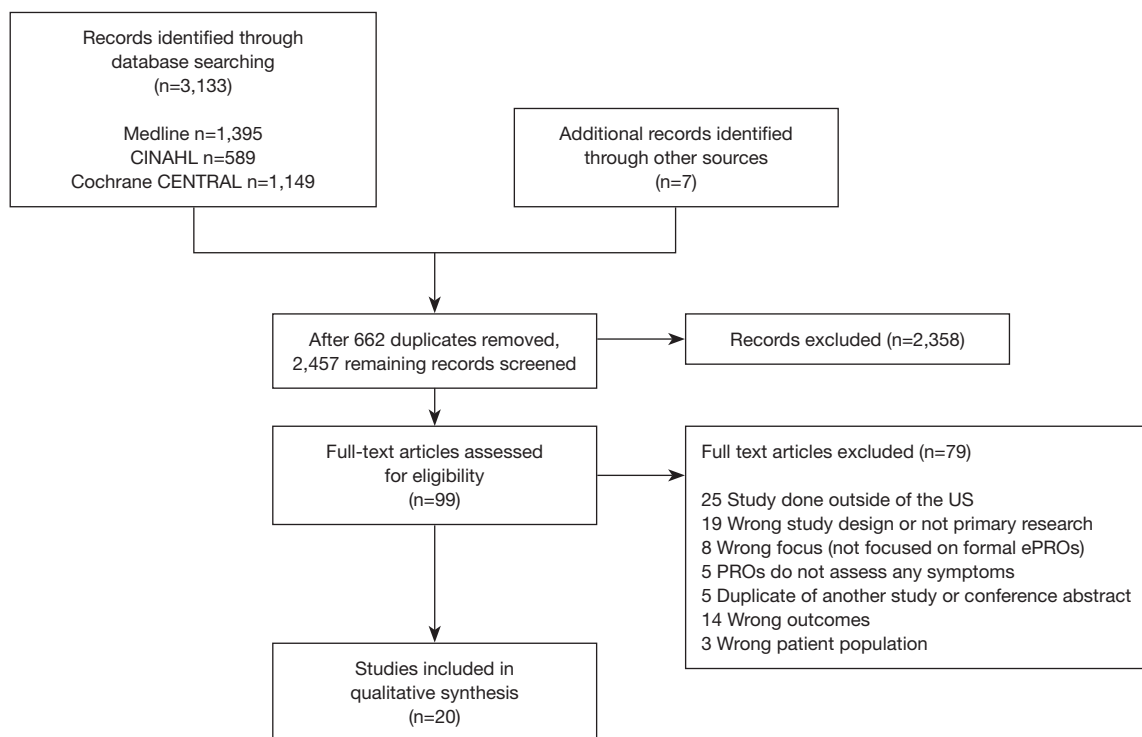 Records identified through
database searching
(n=3,133)
Medline n=1,395
CINAHL n=589
Cochrane CENTRAL n=1,149
Additional records identified
through other sources
(n=7)
After 662 duplicates removed,
2,457 remaining records screened
Records excluded (n=2,358)
Full-text articles assessed
for eligibility
(n=99)
Full text articles excluded (n=79)
25 Study done outside of the US
19 Wrong study design or not primary research
8 Wrong focus (not focused on formal ePROs)
5 PROs do not assess any symptoms
5 Duplicate of another study or conference abstract
14 Wrong outcomes
3 Wrong patient population
Studies included in
qualitative synthesis
(n=20)